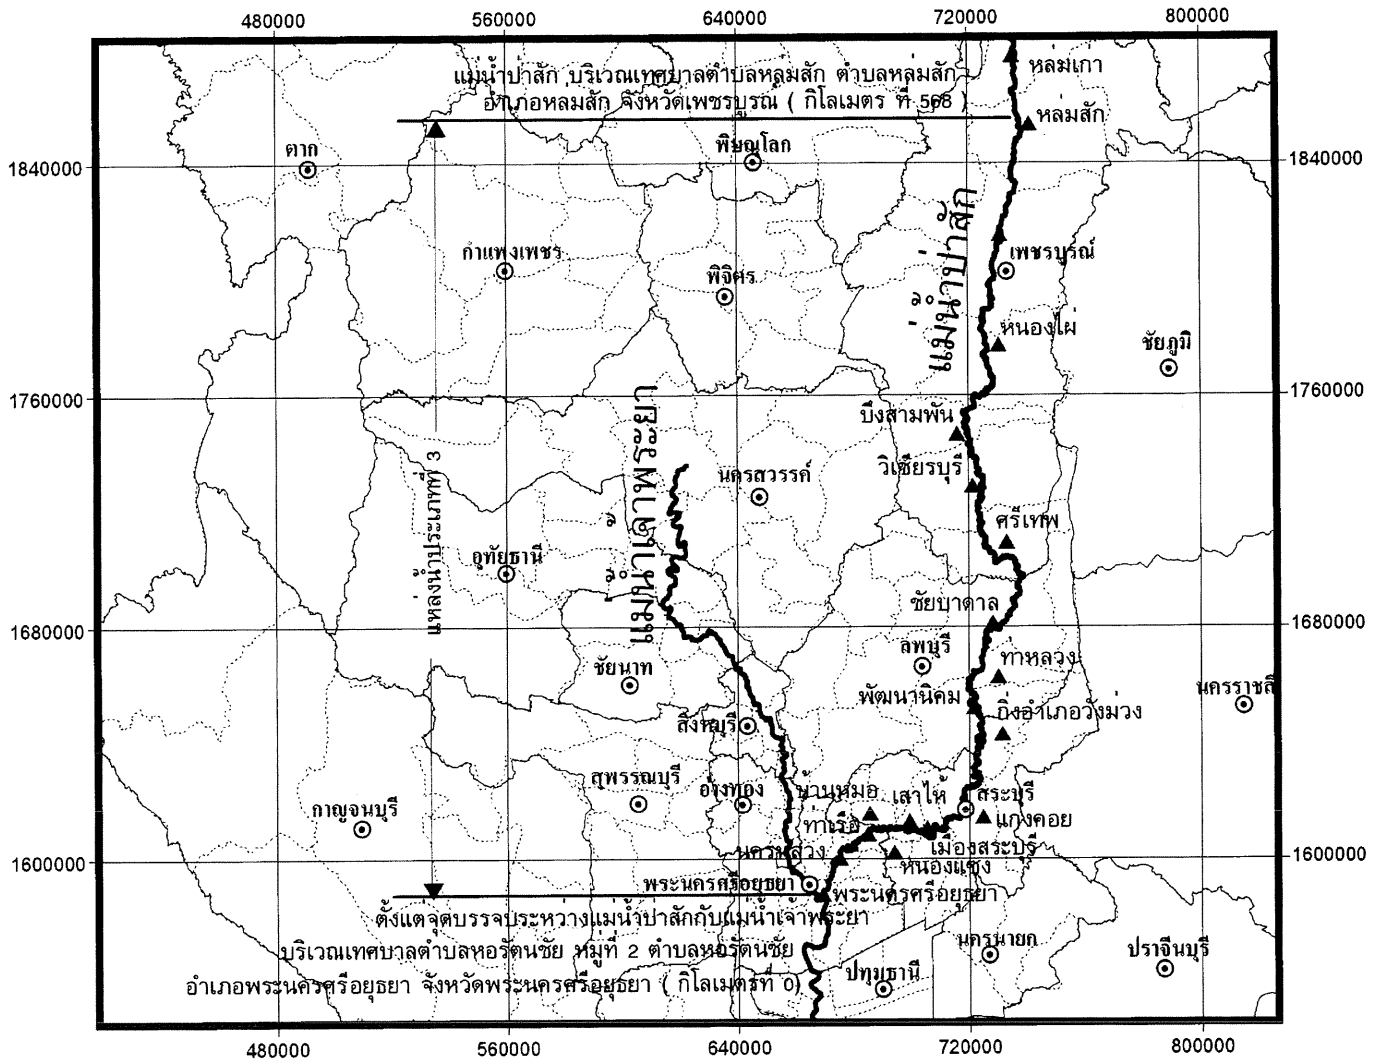 480000 560000 640000 720000 800000
แม่น้ำป่าสัก บริเวณเทศบาลตำบลหล่มสัก ตำบลหล่มสัก
อำเภอหล่มสัก จังหวัดเพชรบูรณ์ ( กิโลเมตร ที่ 568 )
หล่มเก่า
หล่มสัก
ตาก
พิษณุโลก
1840000
1840000
แม่น้ำป่าสัก
กำแพงเพชร
เพชรบูรณ์
พิจิตร
หนองไผ่
ชัยภูมิ
1760000
1760000
แม่น้ำเจ้าพระยา
บึงสามพัน
แหล่งน้ำประเภทที่ 3
วิเชียรบุรี
นครสวรรค์
ศรีเทพ
อุทัยธานี
ชัยบาดาล
1680000
1680000
ลพบุรี
ท่าหลวง
ชัยนาท
พัฒนานิคม
นครราชสี
กิ่งอำเภอวังม่วง
สิงห์บุรี
สุพรรณบุรี
อ่างทอง
บ้านหมอ
เสาไห้
สระบุรี
กาญจนบุรี
ท่าเรือ
แก่งคอย
นครหลวง
เมืองสระบุรี
1600000
1600000
หนองแซง
พระนครศรีอยุธยา
พระนครศรีอยุธยา
ตั้งแต่จุดบรรจบระหว่างแม่น้ำป่าสักกับแม่น้ำเจ้าพระยา
บริเวณเทศบาลตำบลหอรัตนชัย หมู่ที่ 2 ตำบลหอรัตนชัย
อำเภอพระนครศรีอยุธยา จังหวัดพระนครศรีอยุธยา ( กิโลเมตรที่ 0)
นครนายก
ปราจีนบุรี
ปทุมธานี
480000 560000 640000 720000 800000